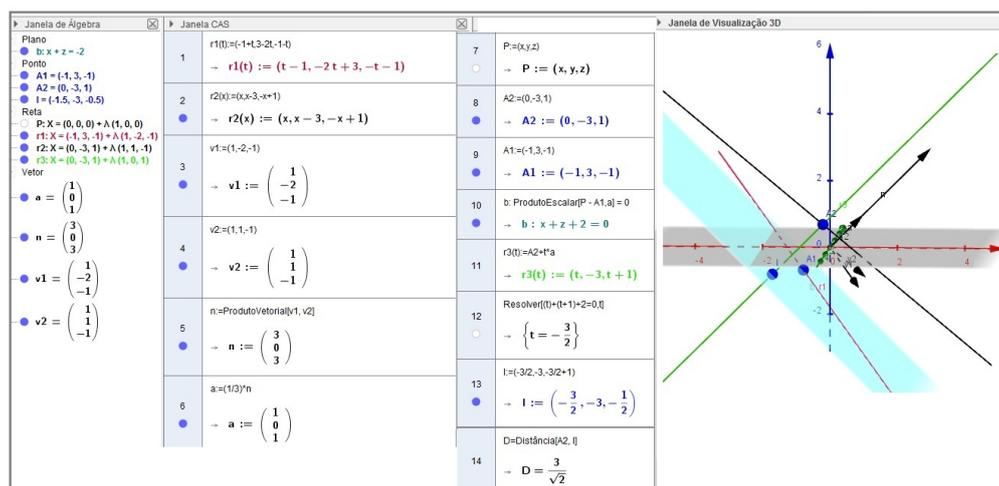 Janela de Álgebra
Plano
b: x + z = -2
Ponto
A1 = (-1, 3, -1)
A2 = (0, -3, 1)
I = (-1.5, -3, -0.5)
Reta
P: X = (0, 0, 0) + λ (1, 0, 0)
r1: X = (-1, 3, -1) + λ (1, -2, -1)
r2: X = (0, -3, 1) + λ (1, 1, -1)
r3: X = (0, -3, 1) + λ (1, 0, 1)
Vetor
a = ( 1 0 1 )
n = ( 3 0 3 )
v1 = ( 1 -2 -1 )
v2 = ( 1 1 -1 )
Janela CAS
1
r1(t):=(-1+t,3-2t,-1-t)
→ r1(t) := (t − 1, −2 t + 3, −t − 1)
2
r2(x):=(x,x-3,-x+1)
→ r2(x) := (x, x − 3, −x + 1)
3
v1:=(1,-2,-1)
→ v1 := ( 1 −2 −1 )
4
v2:=(1,1,-1)
→ v2 := ( 1 1 −1 )
5
n:=ProdutoVetorial[v1, v2]
→ n := ( 3 0 3 )
6
a:=(1/3)*n
→ a := ( 1 0 1 )
7
P:=(x,y,z)
→ P := (x, y, z)
8
A2:=(0,-3,1)
→ A2 := (0, −3, 1)
9
A1:=(-1,3,-1)
→ A1 := (−1, 3, −1)
10
b: ProdutoEscalar[P - A1,a] = 0
→ b : x + z + 2 = 0
11
r3(t):=A2+t*a
→ r3(t) := (t, −3, t + 1)
12
Resolver[(t)+(t+1)+2=0,t]
→ {t = − 3/2}
13
I:=(-3/2,-3,-3/2+1)
→ I := (− 3/2, −3, − 1/2)
14
D=Distância[A2, I]
→ D = 3/√2
Janela de Visualização 3D
6
4
2
n
A2
0
-4
-2
2
4
I
A1
r1
-2